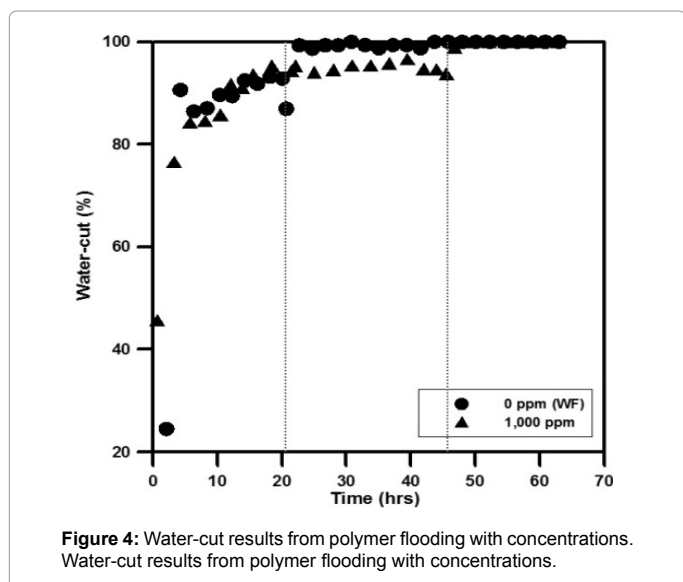 100
80
60
40
20
Water-cut (%)
0 10 20 30 40 50 60 70
Time (hrs)
0 ppm (WF)
1,000 ppm
Figure 4: Water-cut results from polymer flooding with concentrations.
Water-cut results from polymer flooding with concentrations.